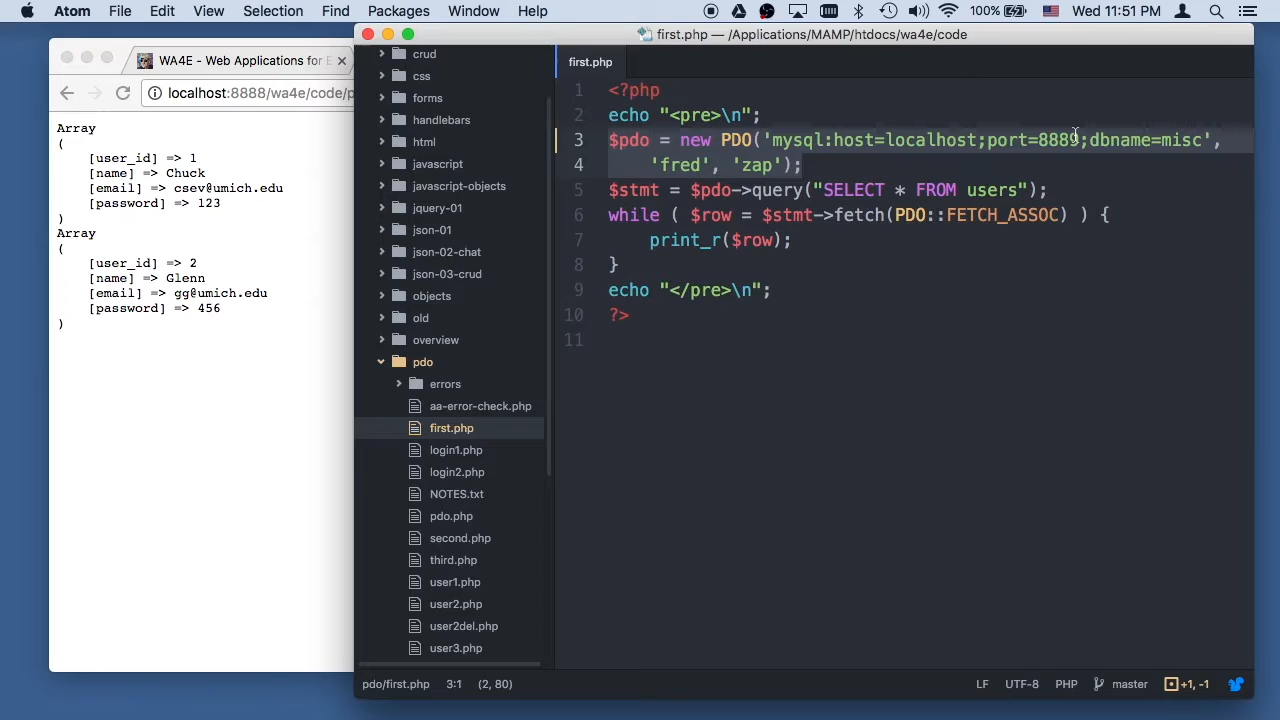 Atom File Edit View Selection Find Packages Window Help 100% Wed 11:51 PM
first.php — /Applications/MAMP/htdocs/wa4e/code
WA4E - Web Applications for E
localhost:8888/wa4e/code/p
Array
(
[user_id] => 1
[name] => Chuck
[email] => csev@umich.edu
[password] => 123
)
Array
(
[user_id] => 2
[name] => Glenn
[email] => gg@umich.edu
[password] => 456
)
crud
css
forms
handlebars
html
javascript
javascript-objects
jquery-01
json-01
json-02-chat
json-03-crud
objects
old
overview
pdo
errors
aa-error-check.php
first.php
login1.php
login2.php
NOTES.txt
pdo.php
second.php
third.php
user1.php
user2.php
user2del.php
user3.php
first.php
1 <?php
2 echo "<pre>\n";
3 $pdo = new PDO('mysql:host=localhost;port=8889;dbname=misc',
4 'fred', 'zap');
5 $stmt = $pdo->query("SELECT * FROM users");
6 while ( $row = $stmt->fetch(PDO::FETCH_ASSOC) ) {
7 print_r($row);
8 }
9 echo "</pre>\n";
10 ?>
11
pdo/first.php 3:1 (2, 80) LF UTF-8 PHP master +1, -1